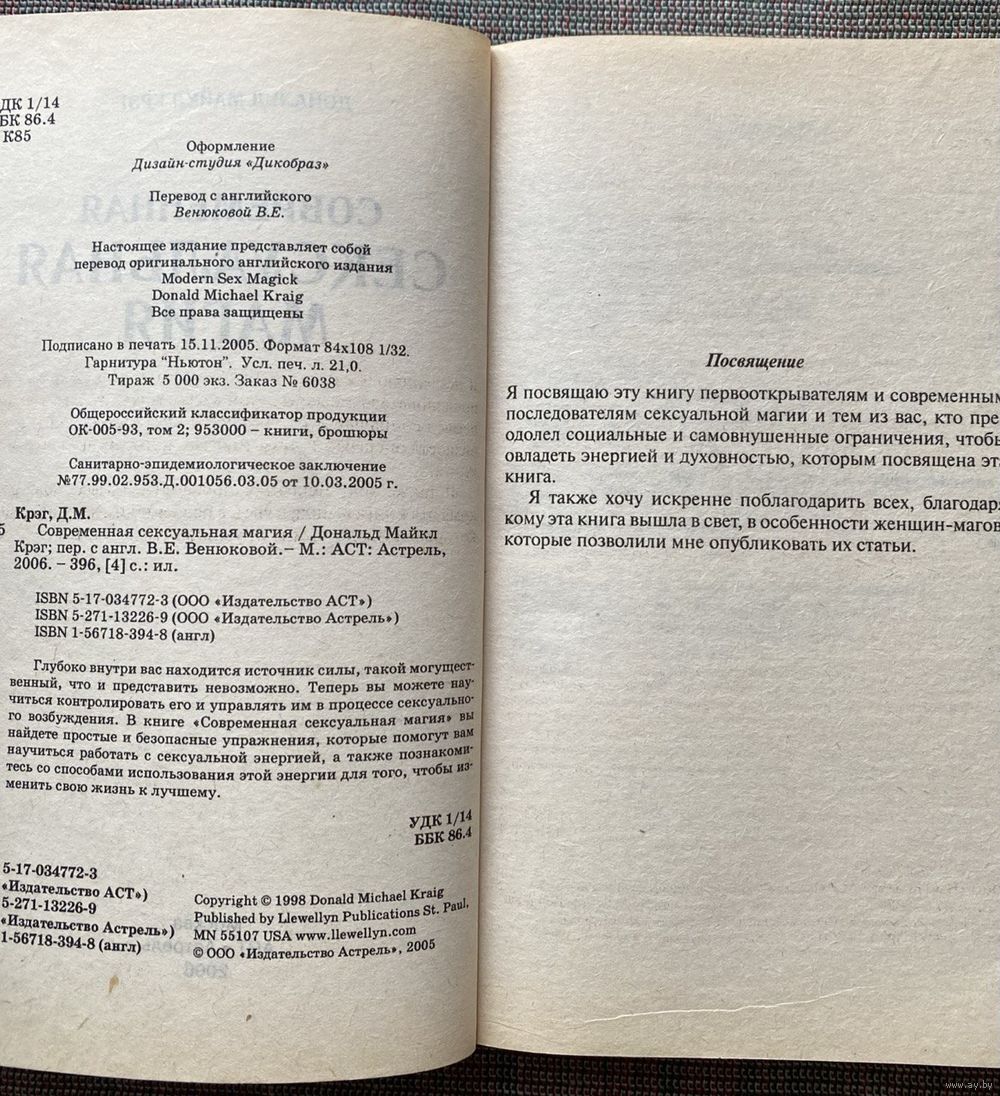 ДК 1/14
БК 86.4
К85
Оформление
Дизайн-студия «Дикобраз»
Перевод с английского
Венюковой В.Е.
Настоящее издание представляет собой
перевод оригинального английского издания
Modern Sex Magick
Donald Michael Kraig
Все права защищены
Подписано в печать 15.11.2005. Формат 84x108 1/32.
Гарнитура "Ньютон". Усл. печ. л. 21,0.
Тираж 5 000 экз. Заказ № 6038
Общероссийский классификатор продукции
ОК-005-93, том 2; 953000 – книги, брошюры
Санитарно-эпидемиологическое заключение
№77.99.02.953.Д.001056.03.05 от 10.03.2005 г.
Крэг, Д.М.
5 Современная сексуальная магия / Дональд Майкл
Крэг; пер. с англ. В.Е. Венюковой.– М.: АСТ: Астрель,
2006. – 396, [4] с.: ил.
ISBN 5-17-034772-3 (ООО «Издательство АСТ»)
ISBN 5-271-13226-9 (ООО «Издательство Астрель»)
ISBN 1-56718-394-8 (англ)
Глубоко внутри вас находится источник силы, такой могущест-
венный, что и представить невозможно. Теперь вы можете нау-
читься контролировать его и управлять им в процессе сексуально-
го возбуждения. В книге «Современная сексуальная магия» вы
найдете простые и безопасные упражнения, которые помогут вам
научиться работать с сексуальной энергией, а также познакоми-
тесь со способами использования этой энергии для того, чтобы из-
менить свою жизнь к лучшему.
УДК 1/14
ББК 86.4
5-17-034772-3
«Издательство АСТ»)
5-271-13226-9
«Издательство Астрель»)
1-56718-394-8 (англ)
Copyright © 1998 Donald Michael Kraig
Published by Llewellyn Publications St. Paul,
MN 55107 USA www.llewellyn.com
© ООО «Издательство Астрель», 2005
Посвящение
Я посвящаю эту книгу первооткрывателям и современным
последователям сексуальной магии и тем из вас, кто пре
одолел социальные и самовнушенные ограничения, чтобы
овладеть энергией и духовностью, которым посвящена эта
книга.
Я также хочу искренне поблагодарить всех, благодаря
кому эта книга вышла в свет, в особенности женщин-магов
которые позволили мне опубликовать их статьи.
www.ay.by